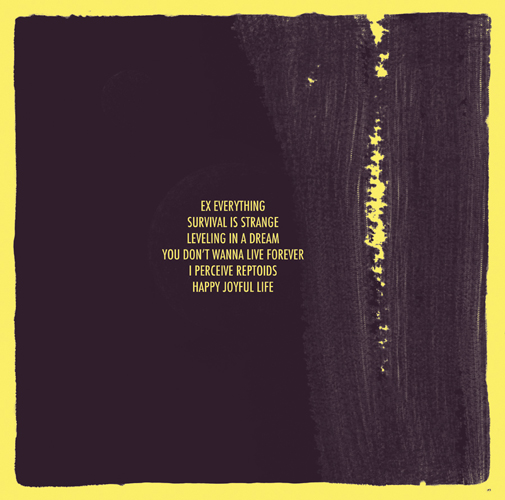 EX EVERYTHING
SURVIVAL IS STRANGE
LEVELING IN A DREAM
YOU DON'T WANNA LIVE FOREVER
I PERCEIVE REPTOIDS
HAPPY JOYFUL LIFE